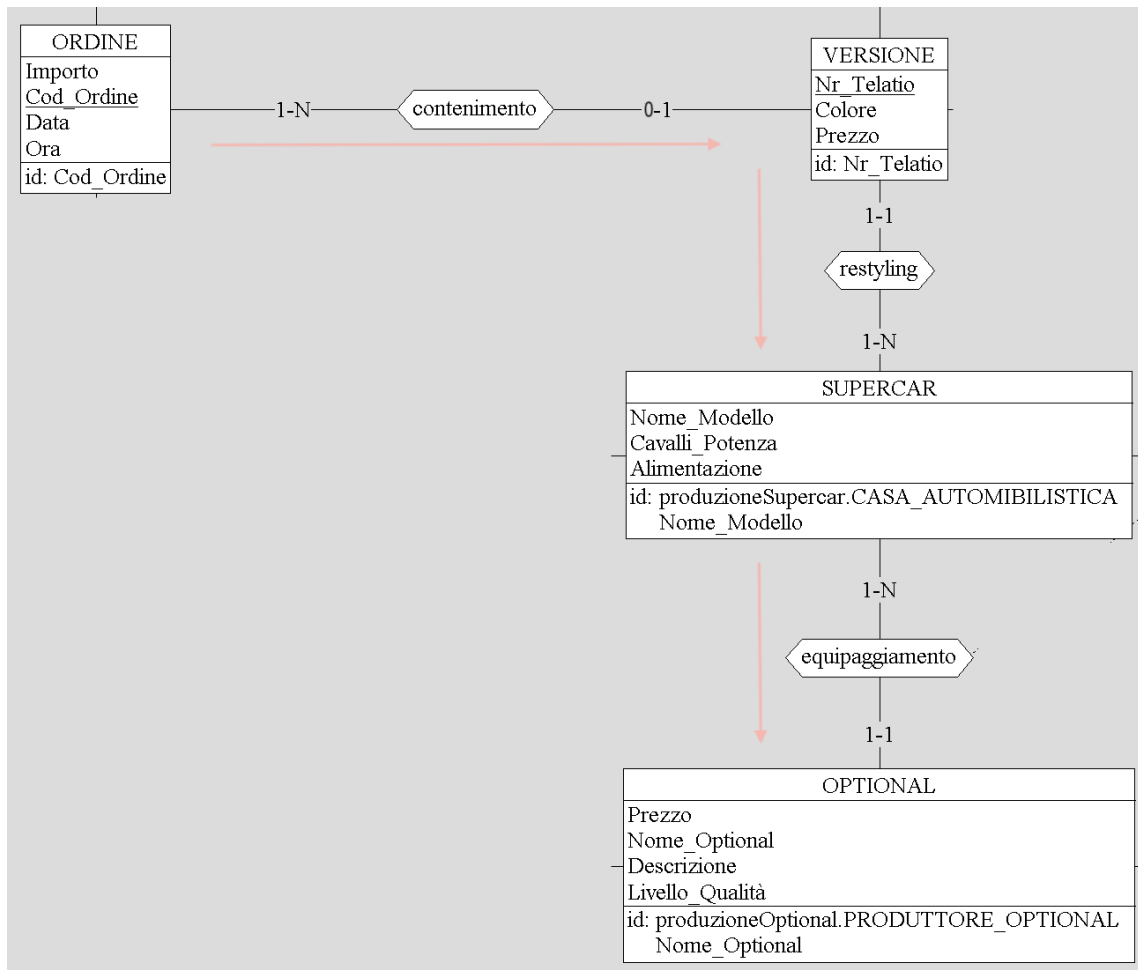 ORDINE
Importo
Cod_Ordine
Data
Ora
id: Cod_Ordine
1-N
contenimento
0-1
VERSIONE
Nr_Telatio
Colore
Prezzo
id: Nr_Telatio
1-1
restyling
1-N
SUPERCAR
Nome_Modello
Cavalli_Potenza
Alimentazione
id: produzioneSupercar.CASA_AUTOMIBILISTICA
Nome_Modello
1-N
equipaggiamento
1-1
OPTIONAL
Prezzo
Nome_Optional
Descrizione
Livello_Qualità
id: produzioneOptional.PRODUTTORE_OPTIONAL
Nome_Optional